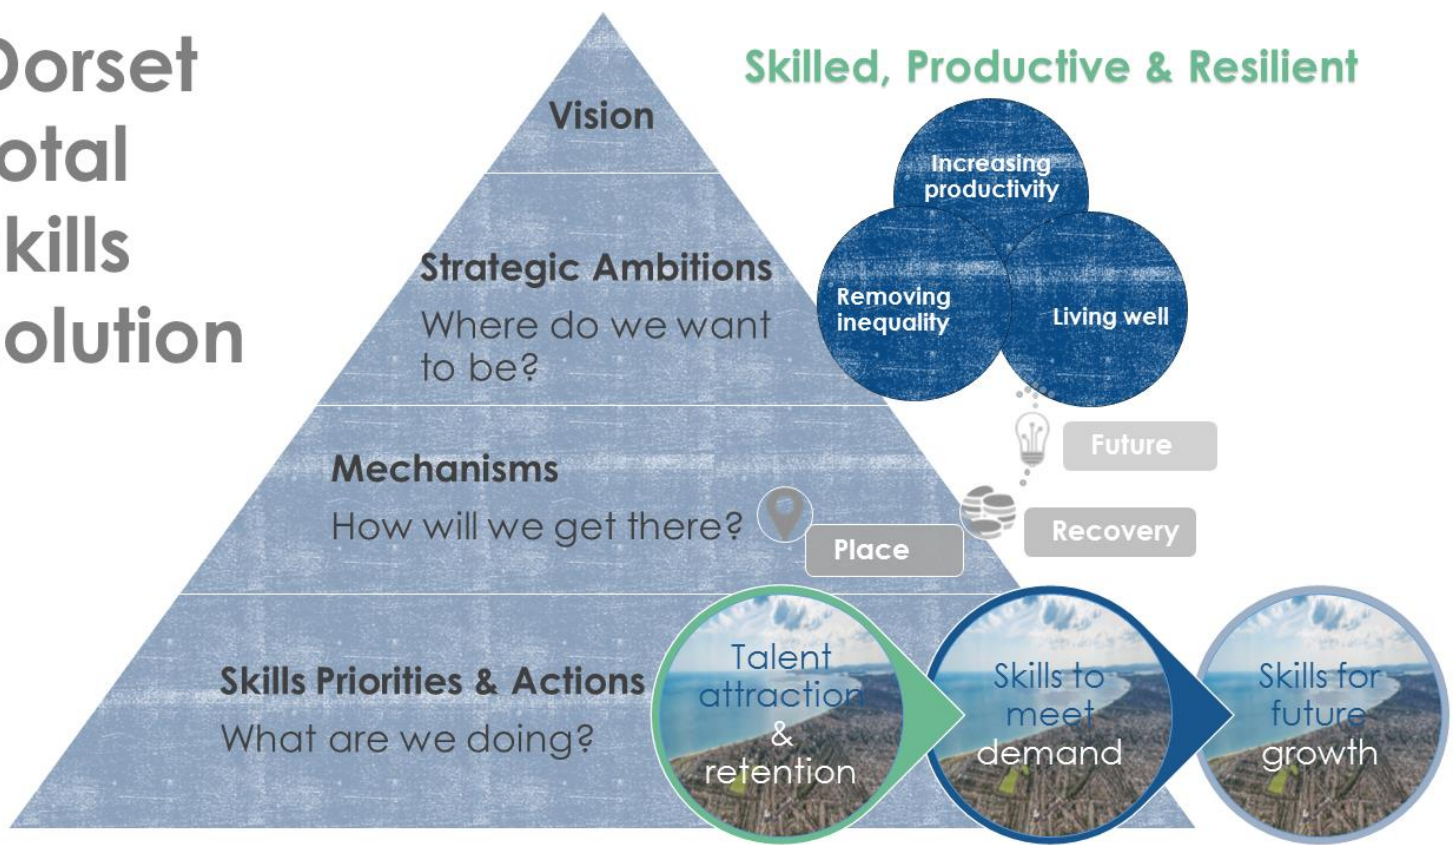 Dorset
otal
kills
olution
Skilled, Productive & Resilient
Vision
Increasing
productivity
Removing
inequality
Living well
Strategic Ambitions
Where do we want
to be?
Future
Mechanisms
How will we get there?
Recovery
Place
Skills Priorities & Actions
What are we doing?
Talent
attraction
&
retention
Skills to
meet
demand
Skills for
future
growth